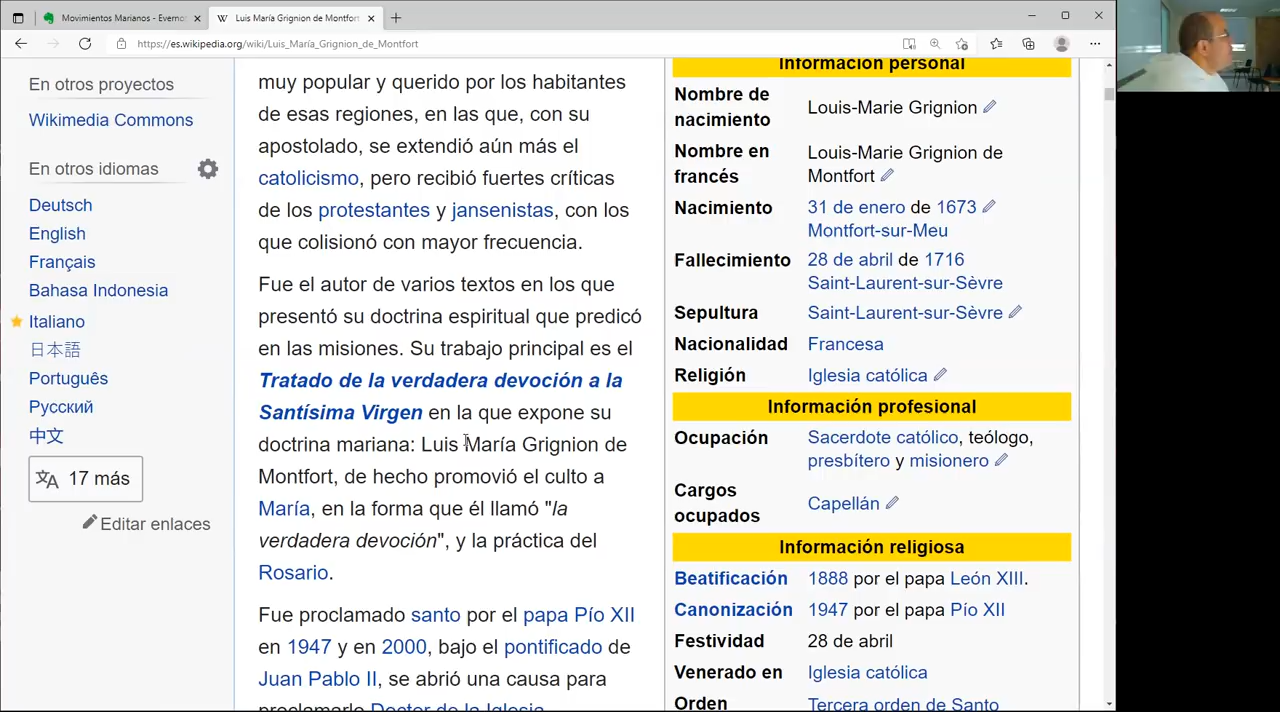 Movimientos Marianos - Evernot
Luis María Grignion de Montfort
https://es.wikipedia.org/wiki/Luis_María_Grignion_de_Montfort
En otros proyectos
Wikimedia Commons
En otros idiomas
Deutsch
English
Français
Bahasa Indonesia
Italiano
日本語
Português
Русский
中文
17 más
Editar enlaces
muy popular y querido por los habitantes
de esas regiones, en las que, con su
apostolado, se extendió aún más el
catolicismo, pero recibió fuertes críticas
de los protestantes y jansenistas, con los
que colisionó con mayor frecuencia.
Fue el autor de varios textos en los que
presentó su doctrina espiritual que predicó
en las misiones. Su trabajo principal es el
Tratado de la verdadera devoción a la
Santísima Virgen en la que expone su
doctrina mariana: Luis María Grignion de
Montfort, de hecho promovió el culto a
María, en la forma que él llamó "la
verdadera devoción", y la práctica del
Rosario.
Fue proclamado santo por el papa Pío XII
en 1947 y en 2000, bajo el pontificado de
Juan Pablo II, se abrió una causa para
proclamarlo Doctor de la Iglesia
Información personal
Nombre de
nacimiento
Louis-Marie Grignion
Nombre en
francés
Louis-Marie Grignion de
Montfort
Nacimiento
31 de enero de 1673
Montfort-sur-Meu
Fallecimiento
28 de abril de 1716
Saint-Laurent-sur-Sèvre
Sepultura
Saint-Laurent-sur-Sèvre
Nacionalidad
Francesa
Religión
Iglesia católica
Información profesional
Ocupación
Sacerdote católico, teólogo,
presbítero y misionero
Cargos
ocupados
Capellán
Información religiosa
Beatificación
1888 por el papa León XIII.
Canonización
1947 por el papa Pío XII
Festividad
28 de abril
Venerado en
Iglesia católica
Orden
Tercera orden de Santo